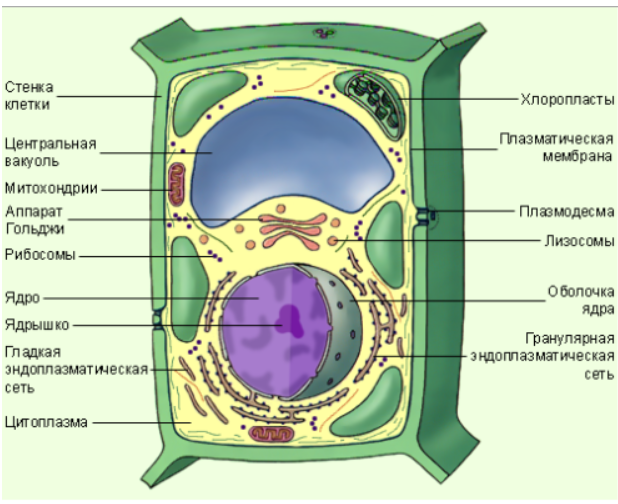 Стенка
клетки
Центральная
вакуоль
Митохондрии
Аппарат
Гольджи
Рибосомы
Ядро
Ядрышко
Гладкая
эндоплазматическая
сеть
Цитоплазма
Хлоропласты
Плазматическая
мембрана
Плазмодесма
Лизосомы
Оболочка
ядра
Гранулярная
эндоплазматическая
сеть